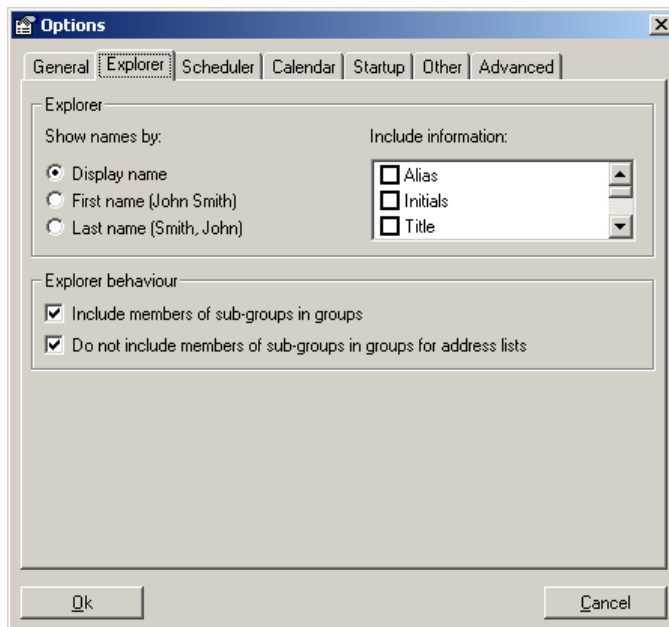 Options
General Explorer Scheduler Calendar Startup Other Advanced
Explorer
Show names by:
Include information:
Display name
First name (John Smith)
Last name (Smith, John)
Alias
Initials
Title
Explorer behaviour
Include members of sub-groups in groups
Do not include members of sub-groups in groups for address lists
Ok
Cancel